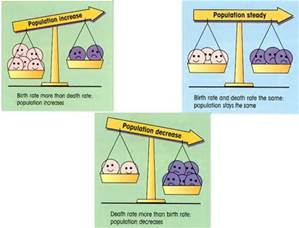 Population increase
Birth rate more than death rate:
population increases
Population steady
Birth rate and death rate the same:
population stays the same
Population decrease
Death rate more than birth rate:
population decreases